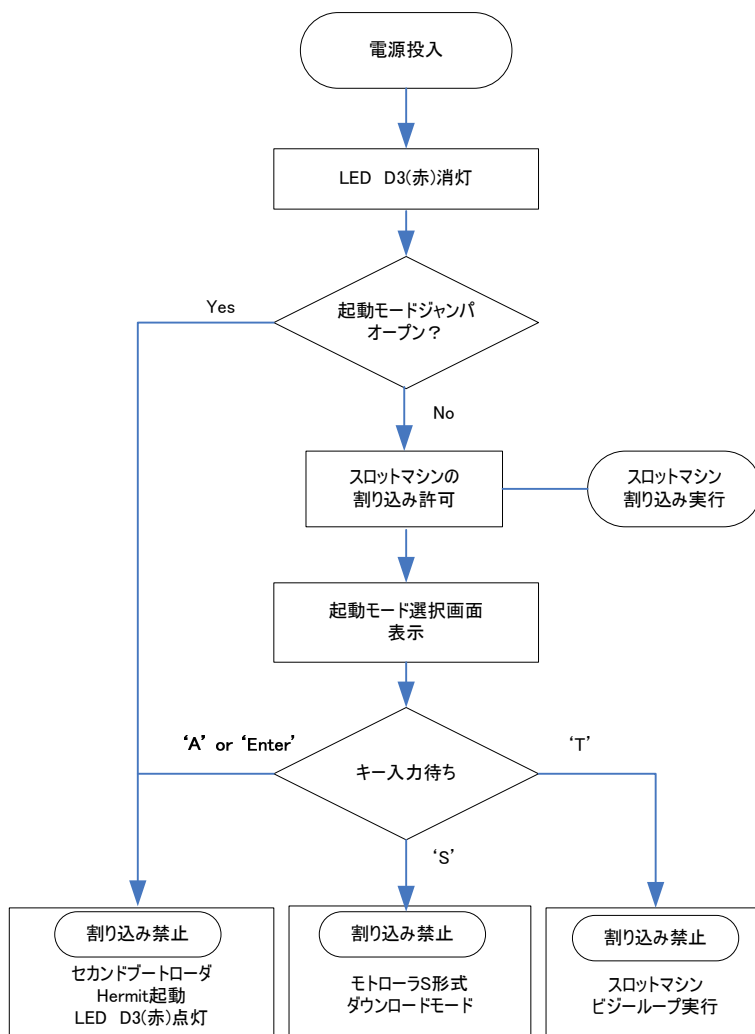 電源投入
LED D3(赤)消灯
起動モードジャンパ
オープン？
Yes
No
スロットマシンの
割り込み許可
スロットマシン
割り込み実行
起動モード選択画面
表示
‘A’ or ‘Enter’
キー入力待ち
‘T’
‘S’
割り込み禁止
セカンドブートローダ
Hermit起動
LED D3(赤)点灯
割り込み禁止
モトローラS形式
ダウンロードモード
割り込み禁止
スロットマシン
ビジーループ実行